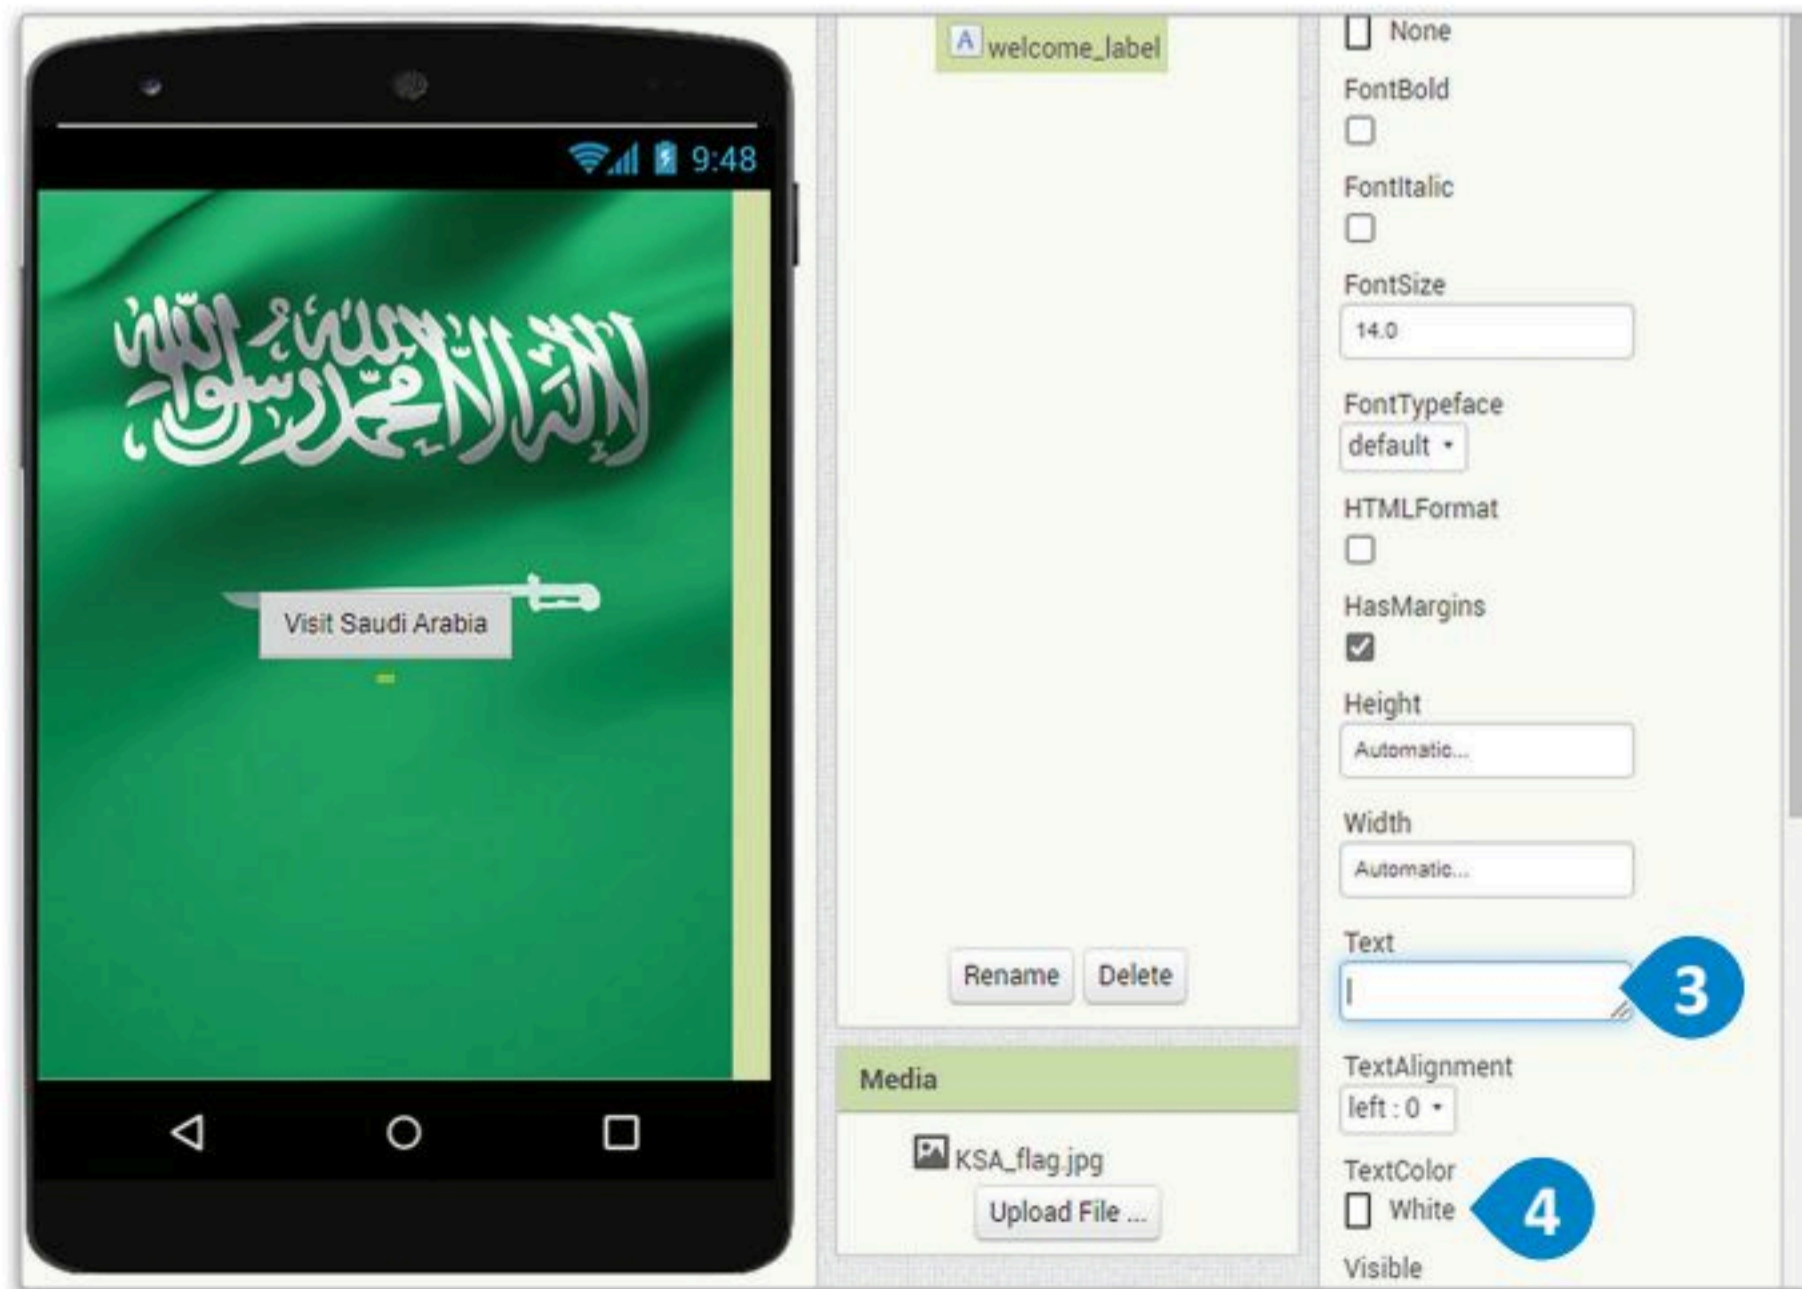 9:48
لا إله إلا الله محمد رسول الله
Visit Saudi Arabia
welcome_label
Rename
Delete
Media
KSA_flag.jpg
Upload File ...
None
FontBold
FontItalic
FontSize
14.0
FontTypeface
default
HTMLFormat
HasMargins
Height
Automatic...
Width
Automatic...
Text
3
TextAlignment
left : 0
TextColor
White
4
Visible